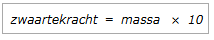 zwaartekracht = massa × 10